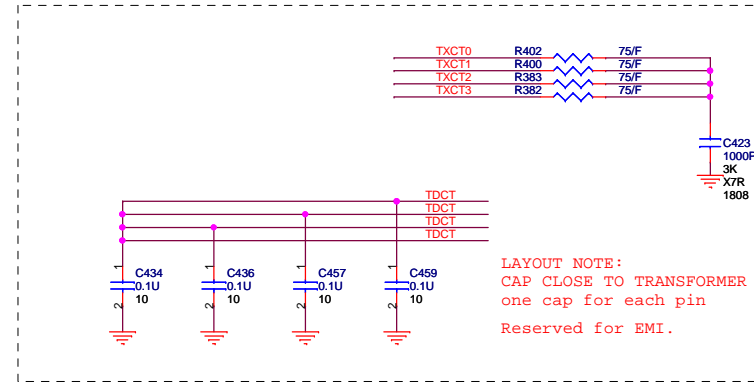 TXCT0 R402 75/F
TXCT1 R400 75/F
TXCT2 R383 75/F
TXCT3 R382 75/F
C423
1000P
3K
X7R
1808
TDCT
TDCT
TDCT
TDCT
1 C434 0.1U 10 2
1 C436 0.1U 10 2
1 C457 0.1U 10 2
1 C459 0.1U 10 2
LAYOUT NOTE:
CAP CLOSE TO TRANSFORMER
one cap for each pin
Reserved for EMI.